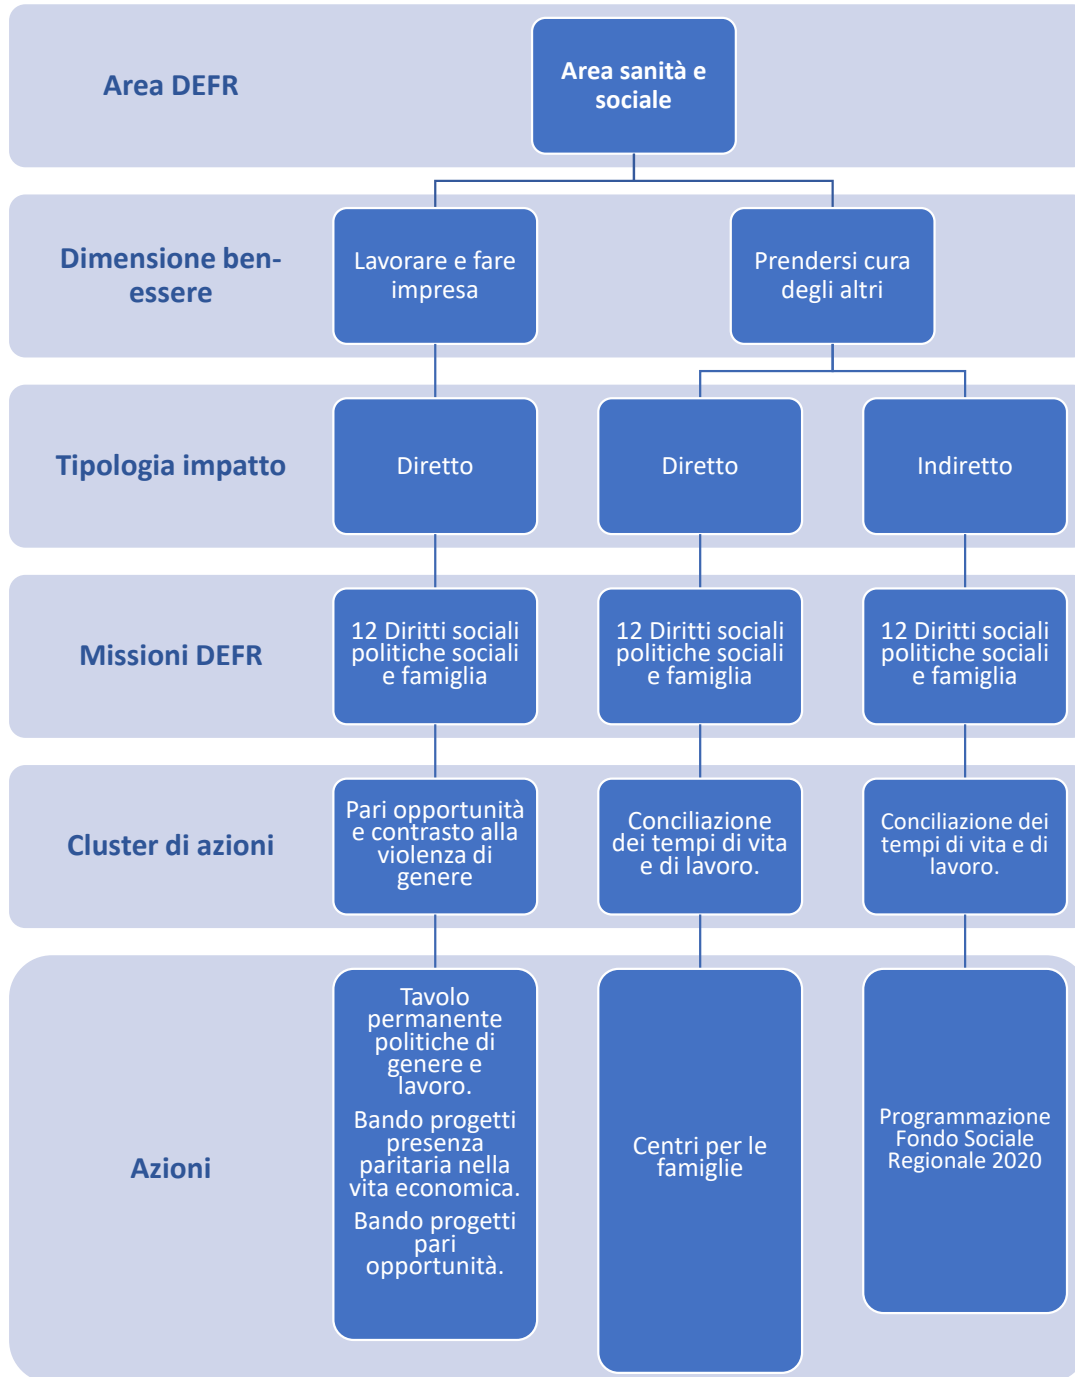 Area DEFR
Area sanità e
sociale
Dimensione ben-
essere
Lavorare e fare
impresa
Prendersi cura
degli altri
Tipologia impatto
Diretto
Diretto
Indiretto
Missioni DEFR
12 Diritti sociali
politiche sociali
e famiglia
12 Diritti sociali
politiche sociali
e famiglia
12 Diritti sociali
politiche sociali
e famiglia
Cluster di azioni
Pari opportunità
e contrasto alla
violenza di
genere
Conciliazione
dei tempi di vita
e di lavoro.
Conciliazione dei
tempi di vita e di
lavoro.
Azioni
Tavolo
permanente
politiche di
genere e
lavoro.
Bando progetti
presenza
paritaria nella
vita economica.
Bando progetti
pari
opportunità.
Centri per le
famiglie
Programmazione
Fondo Sociale
Regionale 2020